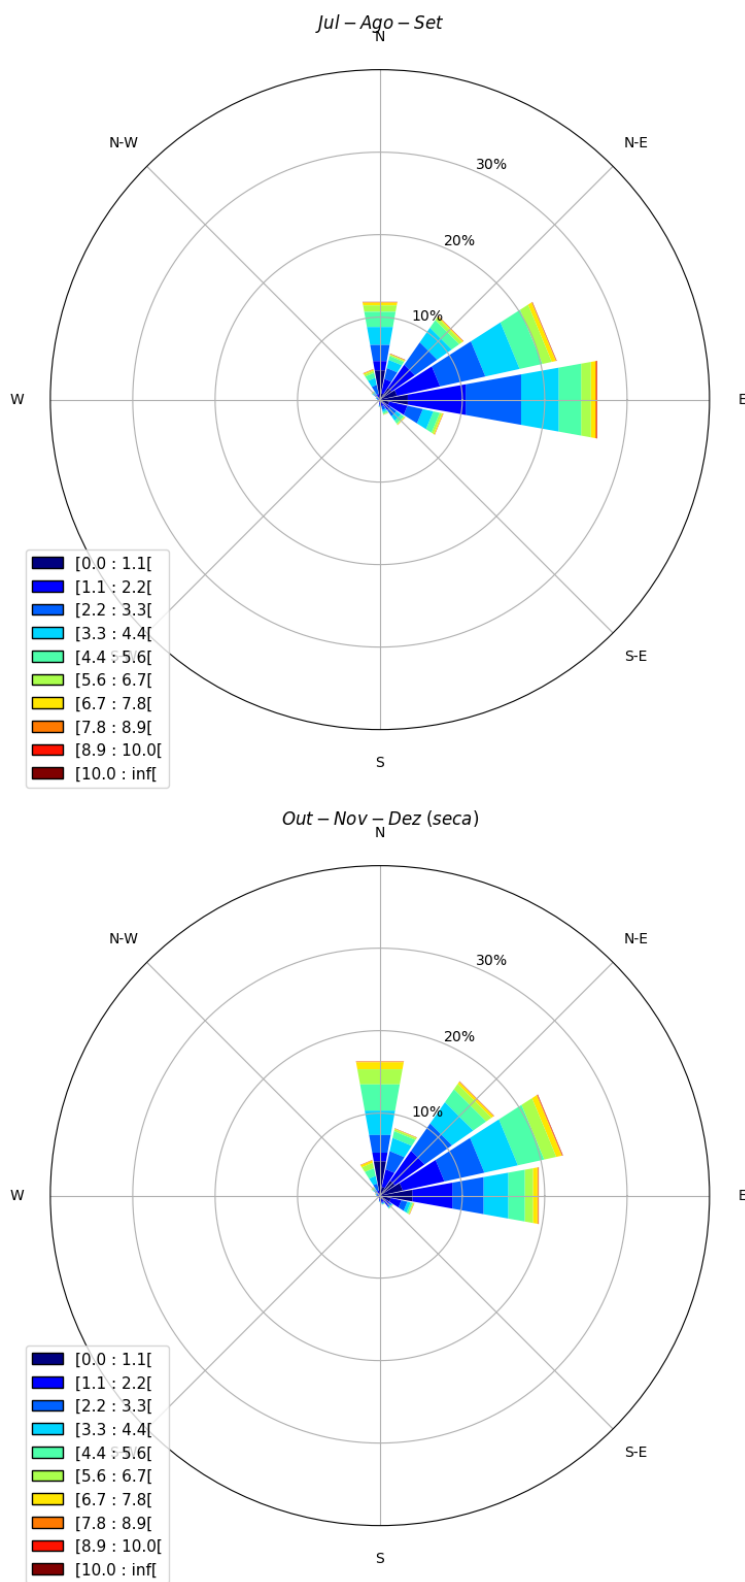 Jul – Ago – Set
N
N-W
N-E
30%
20%
10%
W
E
[0.0 : 1.1[
[1.1 : 2.2[
[2.2 : 3.3[
[3.3 : 4.4[
[4.4 : 5.6[
S-E
[5.6 : 6.7[
[6.7 : 7.8[
[7.8 : 8.9[
[8.9 : 10.0[
S
[10.0 : inf[
Out – Nov – Dez (seca)
N
N-W
N-E
30%
20%
10%
W
E
[0.0 : 1.1[
[1.1 : 2.2[
[2.2 : 3.3[
[3.3 : 4.4[
[4.4 : 5.6[
S-E
[5.6 : 6.7[
[6.7 : 7.8[
[7.8 : 8.9[
[8.9 : 10.0[
S
[10.0 : inf[